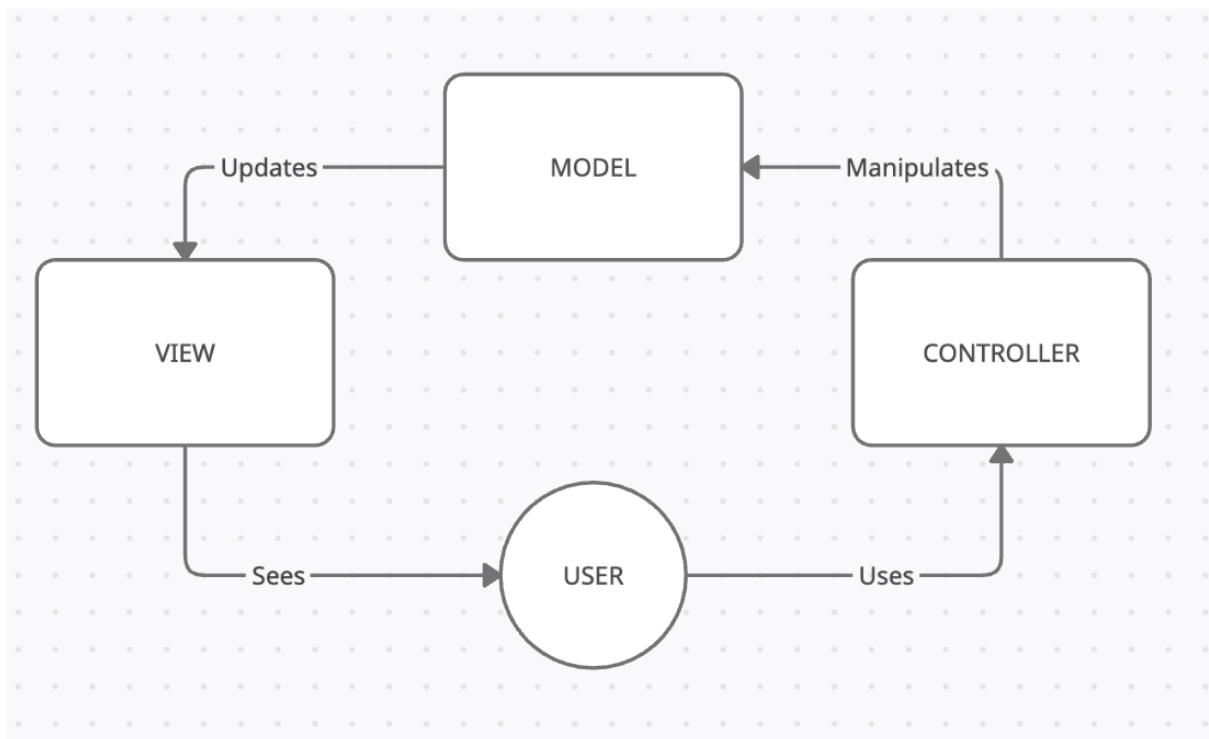 MODEL
Updates
Manipulates
VIEW
CONTROLLER
Sees
USER
Uses